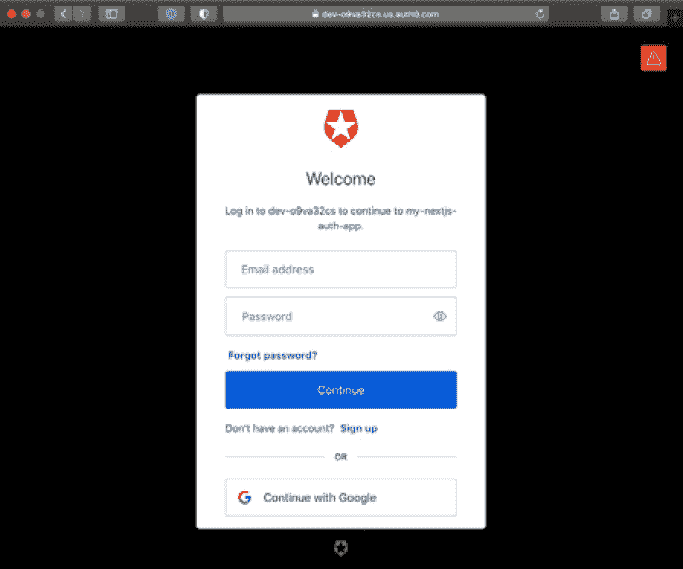 dev-o9va32cs.us.auth0.com
Welcome
Log in to dev-o9va32cs to continue to my-nextjs-
auth-app.
Email address
Password
Forgot password?
Continue
Don't have an account? Sign up
OR
Continue with Google